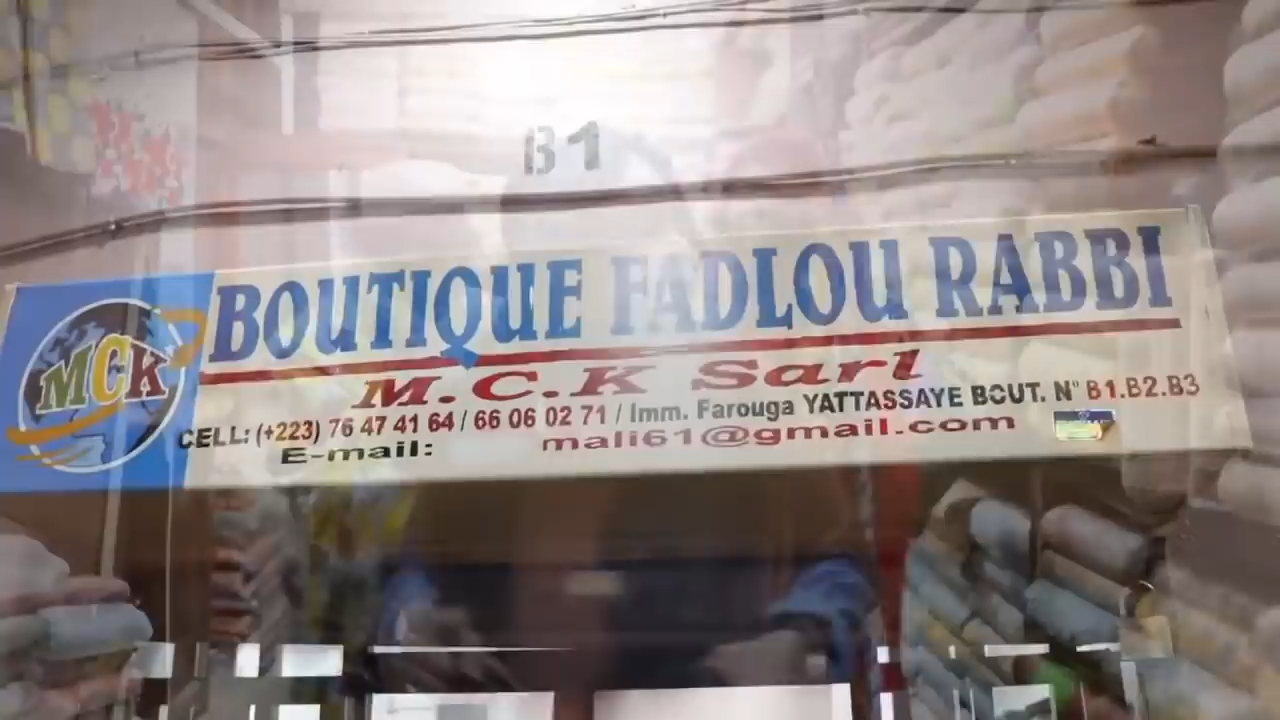 B1
BOUTIQUE FADLOU RABBI
MCK
M.C.K Sarl
CELL: (+223) 76 47 41 64 / 66 06 02 71 / Imm. Farouga YATTASSAYE BOUT. N° B1.B2.B3
E-mail: mali61@gmail.com